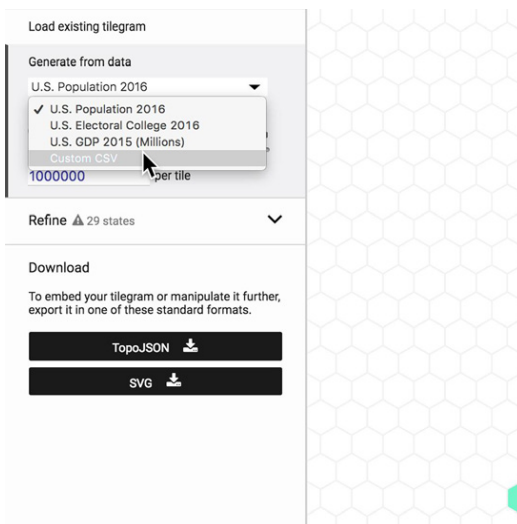 Load existing tilegram
Generate from data
U.S. Population 2016
✓ U.S. Population 2016
U.S. Electoral College 2016
U.S. GDP 2015 (Millions)
Custom CSV
1000000 per tile
Refine ⚠ 29 states
Download
To embed your tilegram or manipulate it further,
export it in one of these standard formats.
TopoJSON
SVG